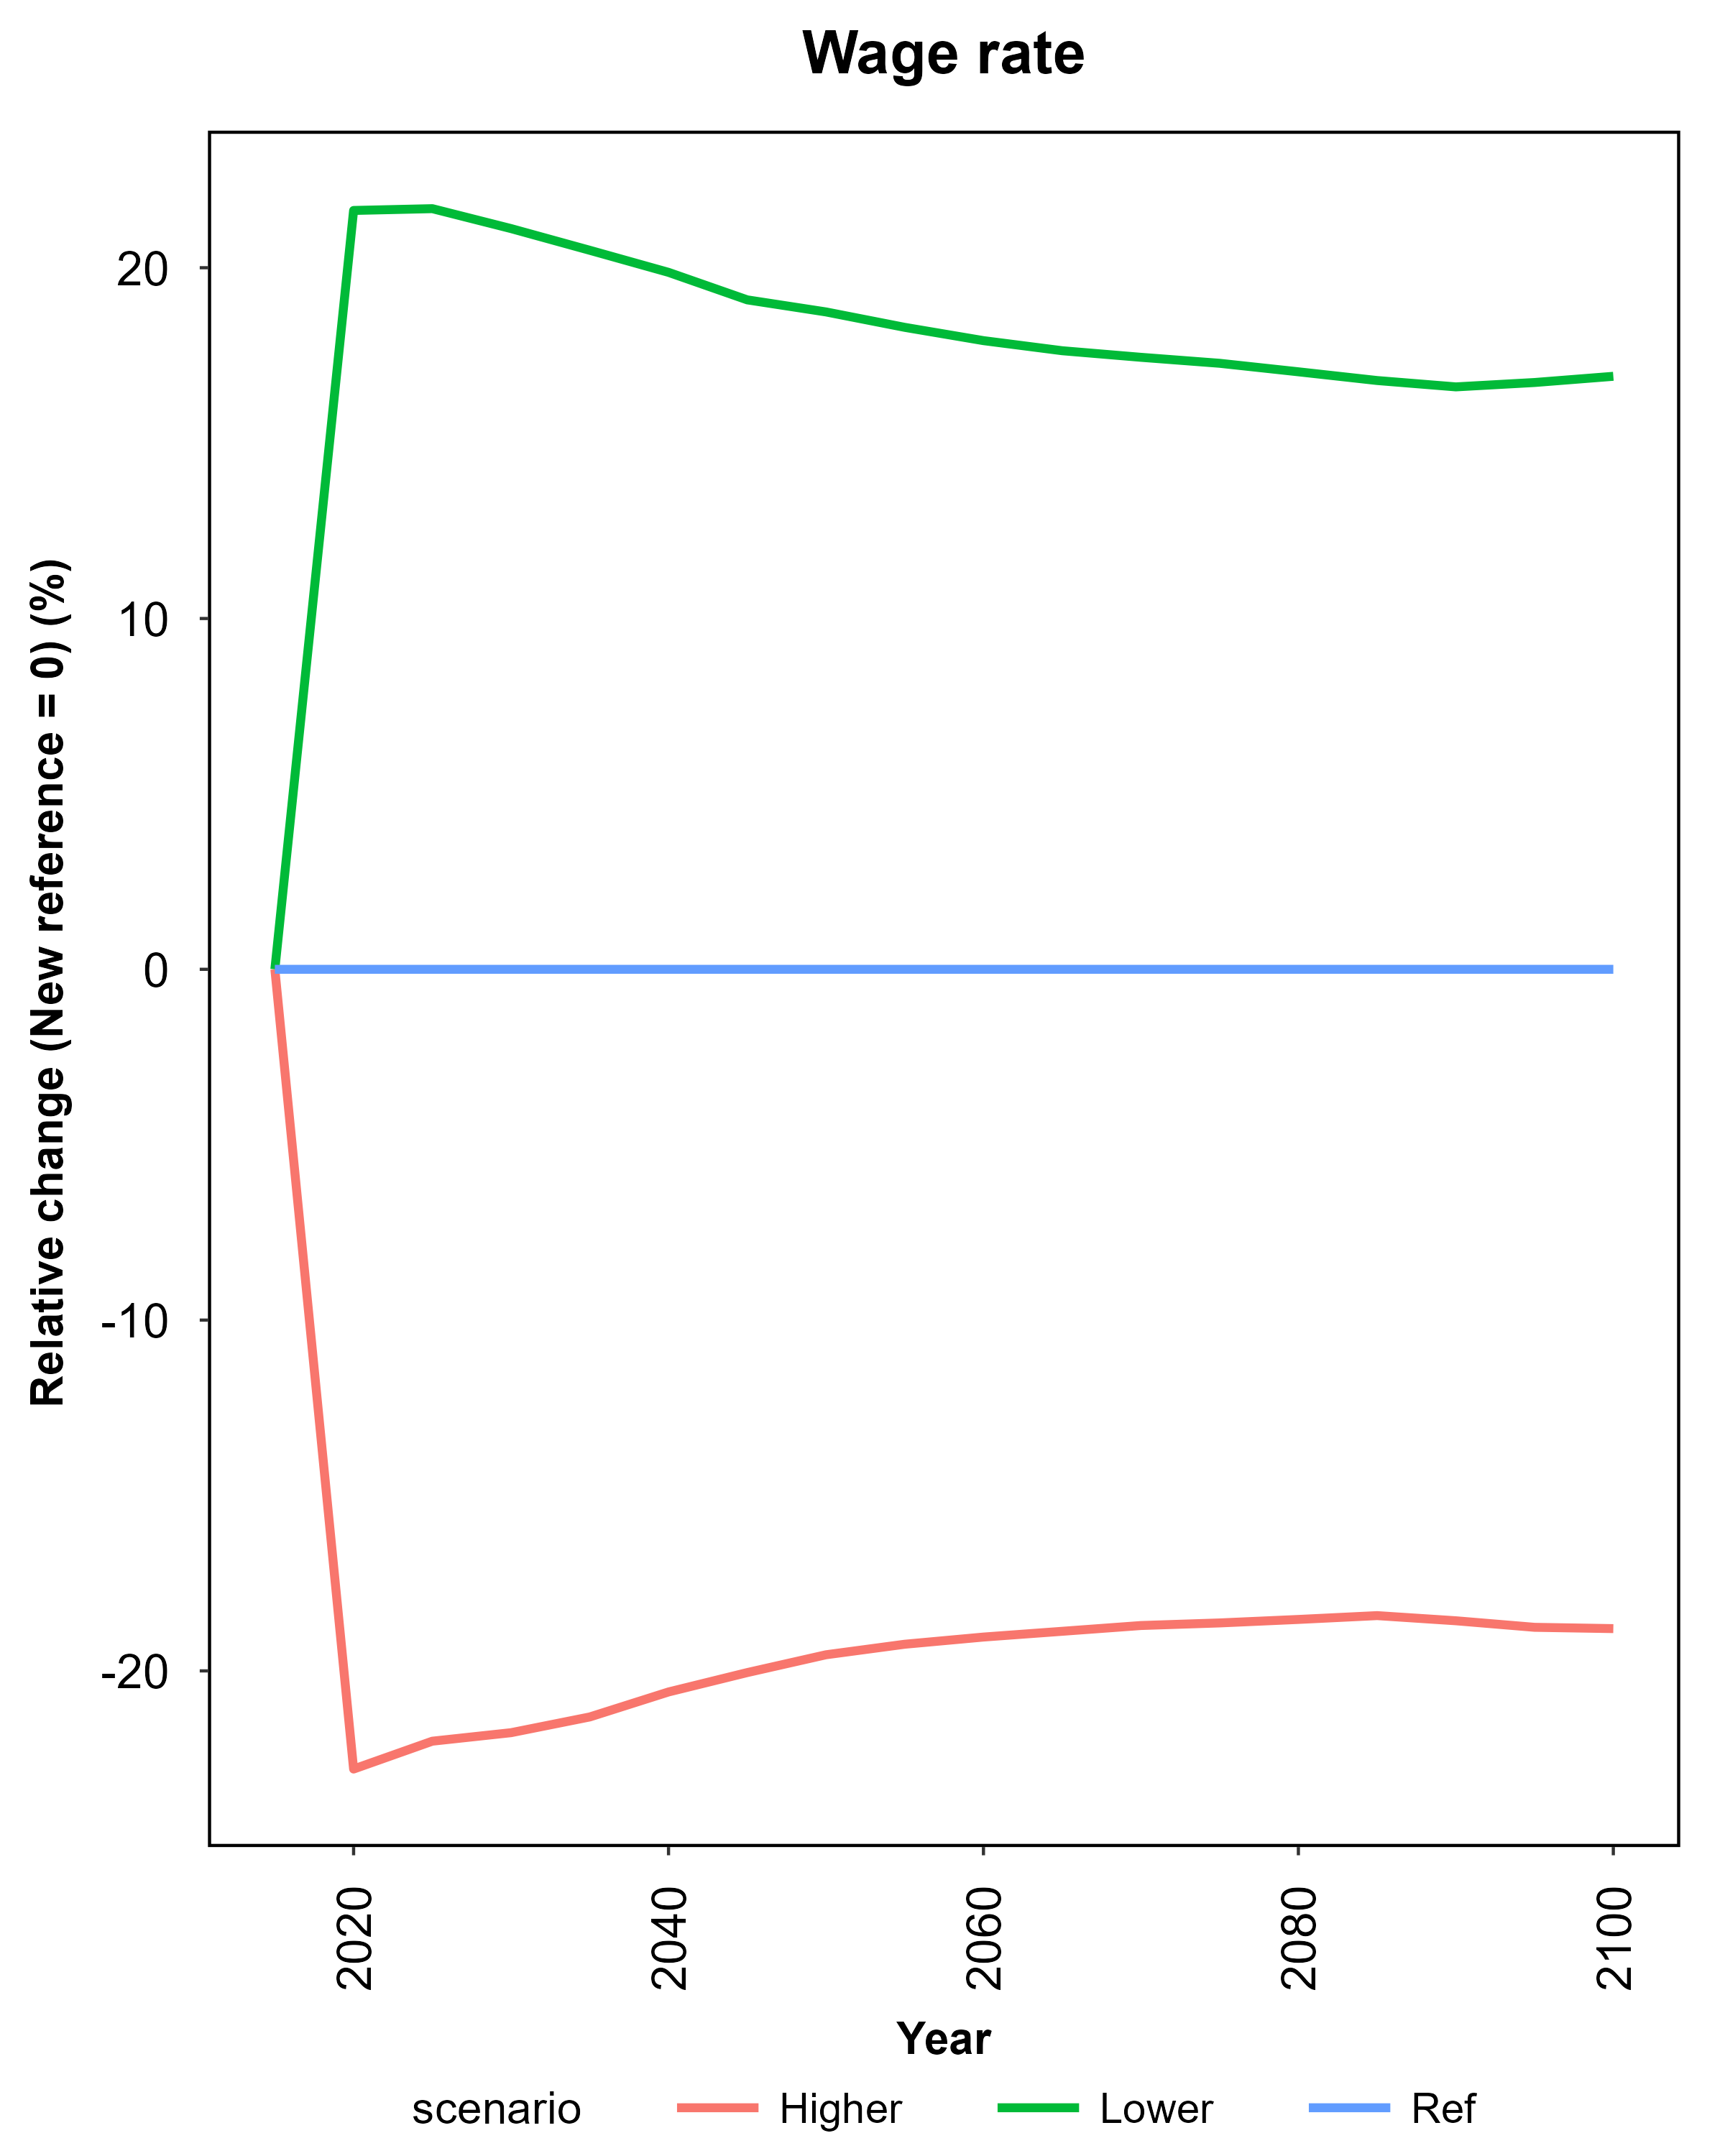 Wage rate
Relative change (New reference = 0) (%)
20
10
0
-10
-20
2020
2040
2060
2080
2100
Year
scenario Higher Lower Ref